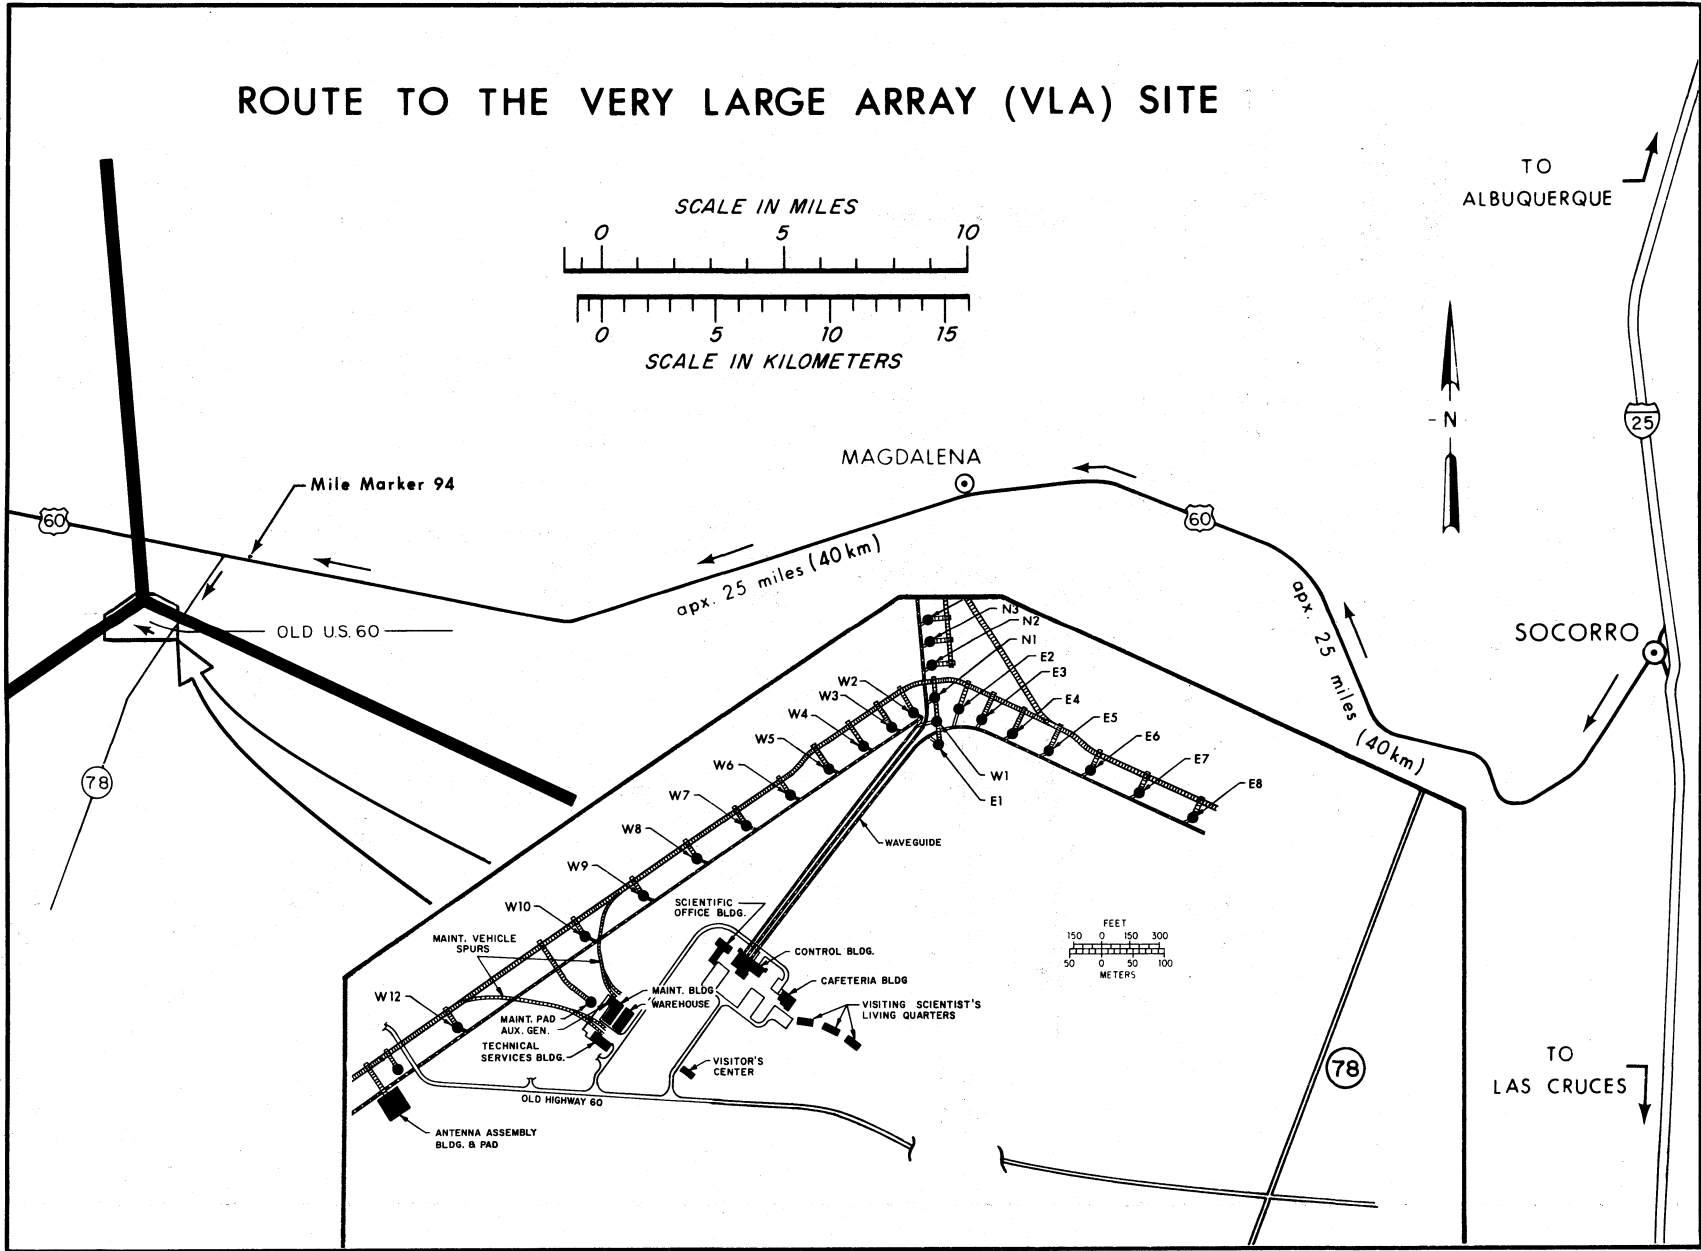 ROUTE TO THE VERY LARGE ARRAY (VLA) SITE
TO
ALBUQUERQUE
SCALE IN MILES
0 5 10
0 5 10 15
SCALE IN KILOMETERS
25
- N -
MAGDALENA
Mile Marker 94
60
60
apx. 25 miles (40 km)
apx. 25 miles (40 km)
OLD U.S. 60
SOCORRO
78
N3
N2
N1
E2
E3
E4
E5
E6
E7
E8
W1
E1
W2
W3
W4
W5
W6
W7
W8
W9
W10
W12
WAVEGUIDE
SCIENTIFIC
OFFICE BLDG.
MAINT. VEHICLE
SPURS
CONTROL BLDG.
CAFETERIA BLDG
VISITING SCIENTIST'S
LIVING QUARTERS
MAINT. BLDG
WAREHOUSE
MAINT. PAD
AUX. GEN.
TECHNICAL
SERVICES BLDG.
VISITOR'S
CENTER
OLD HIGHWAY 60
ANTENNA ASSEMBLY
BLDG. & PAD
FEET
150 0 150 300
50 0 50 100
METERS
78
TO
LAS CRUCES